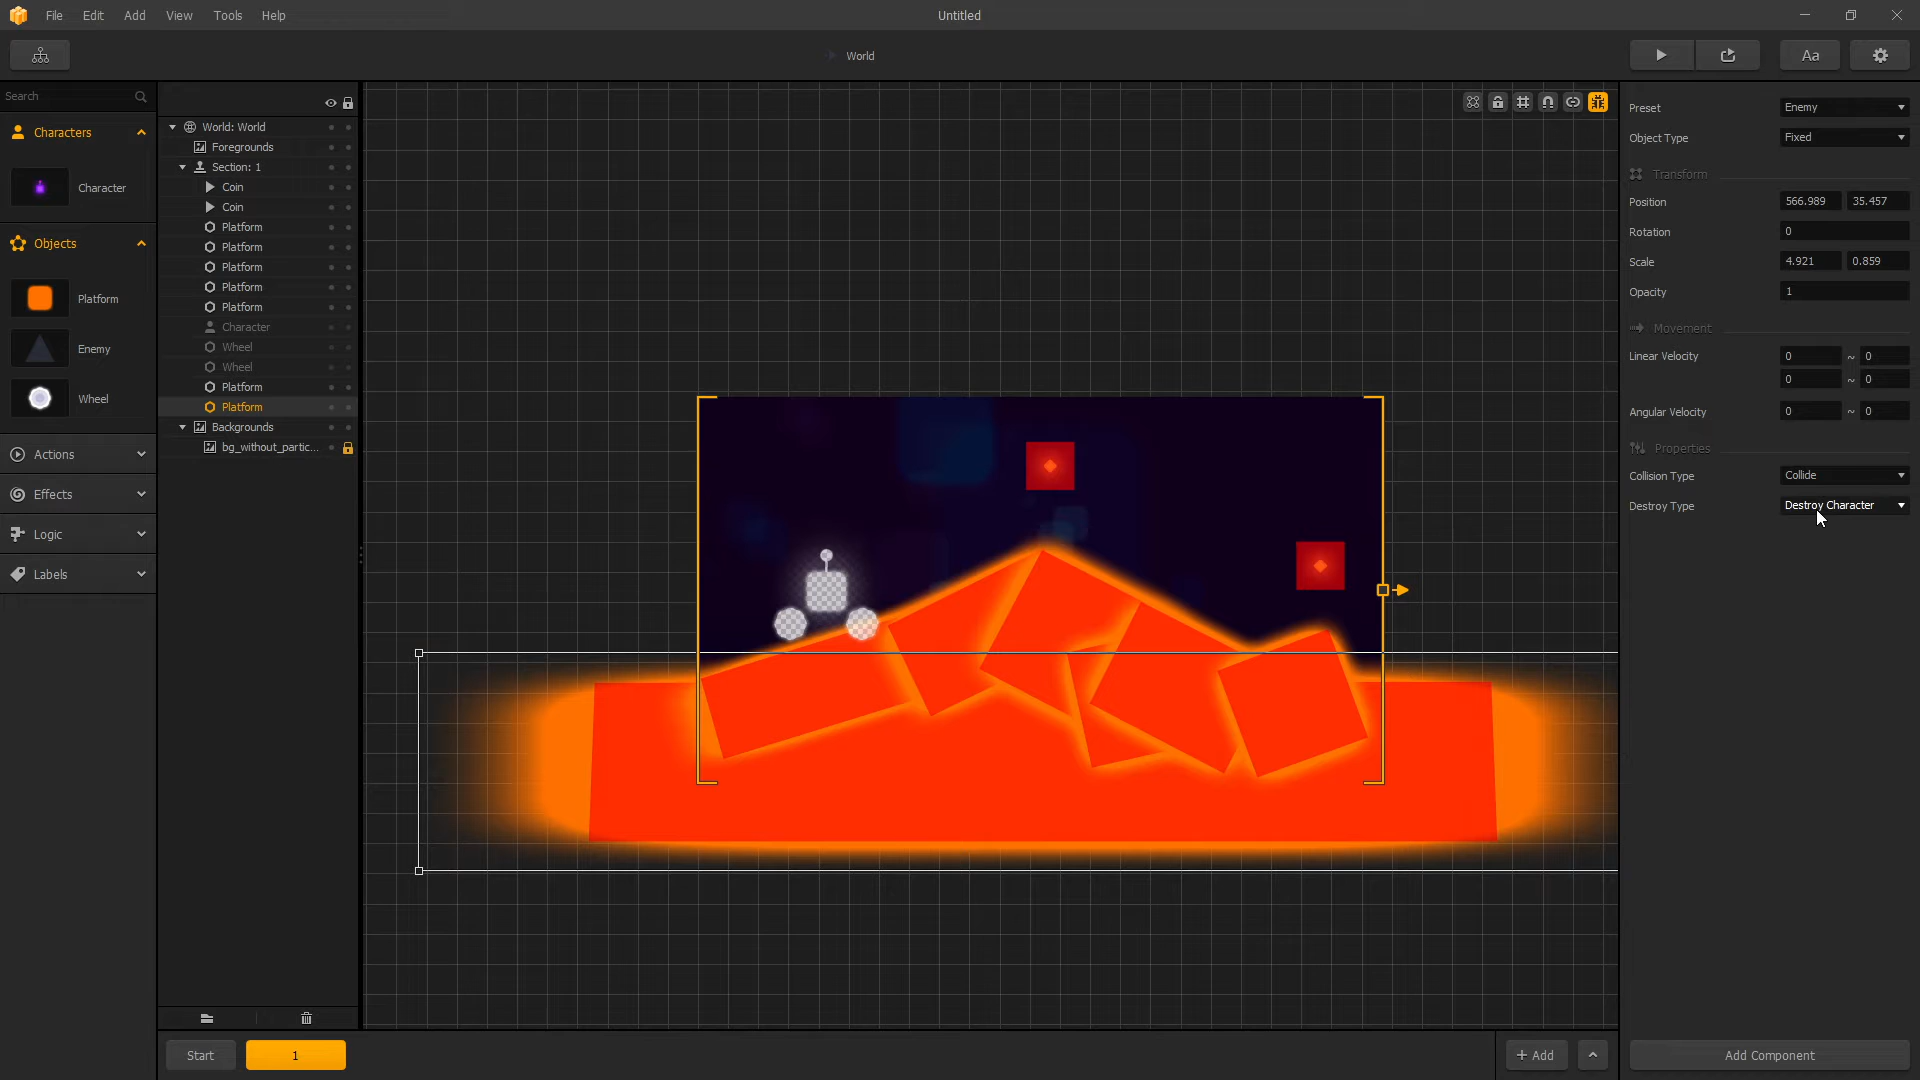 File Edit Add View Tools Help
Untitled
World
Aa
Search
Characters
Character
Objects
Platform
Enemy
Wheel
Actions
Effects
Logic
Labels
World: World
Foregrounds
Section: 1
Coin
Coin
Platform
Platform
Platform
Platform
Platform
Character
Wheel
Wheel
Platform
Platform
Backgrounds
bg_without_partic...
Preset Enemy
Object Type Fixed
Transform
Position 566.989 35.457
Rotation 0
Scale 4.921 0.859
Opacity 1
Movement
Linear Velocity 0 ~ 0
0 ~ 0
Angular Velocity 0 ~ 0
Properties
Collision Type Collide
Destroy Type Destroy Character
Start 1
+ Add
Add Component